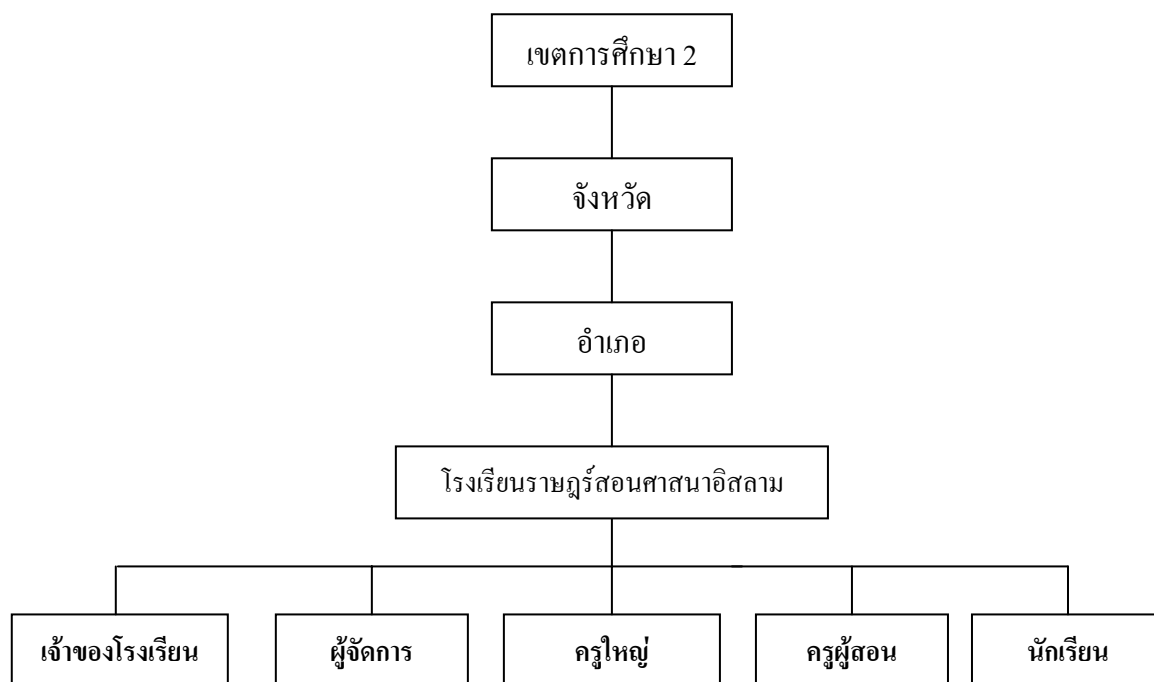 เขตการศึกษา 2
จังหวัด
อำเภอ
โรงเรียนราษฎร์สอนศาสนาอิสลาม
เจ้าของโรงเรียน
ผู้จัดการ
ครูใหญ่
ครูผู้สอน
นักเรียน